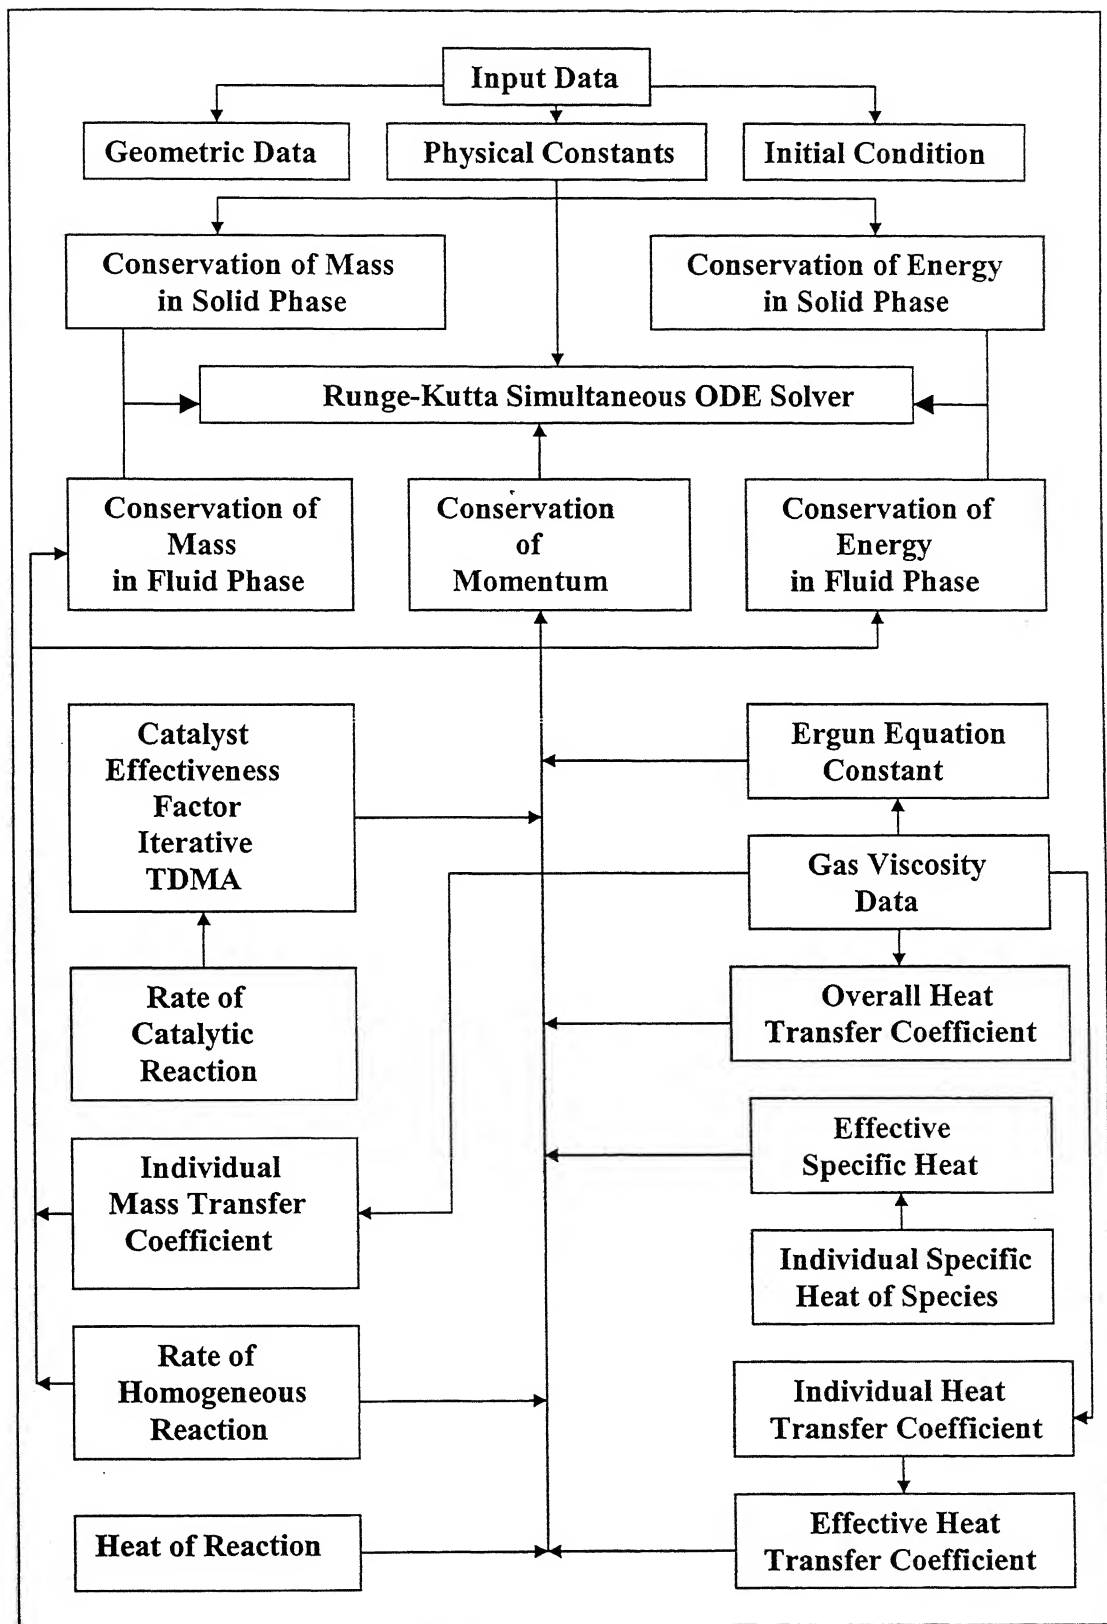 Input Data
Geometric Data
Physical Constants
Initial Condition
Conservation of Mass
in Solid Phase
Conservation of Energy
in Solid Phase
Runge-Kutta Simultaneous ODE Solver
Conservation of
Mass
in Fluid Phase
Conservation
of
Momentum
Conservation of
Energy
in Fluid Phase
Catalyst
Effectiveness
Factor
Iterative
TDMA
Ergun Equation
Constant
Gas Viscosity
Data
Rate of
Catalytic
Reaction
Overall Heat
Transfer Coefficient
Individual
Mass Transfer
Coefficient
Effective
Specific Heat
Individual Specific
Heat of Species
Rate of
Homogeneous
Reaction
Individual Heat
Transfer Coefficient
Heat of Reaction
Effective Heat
Transfer Coefficient